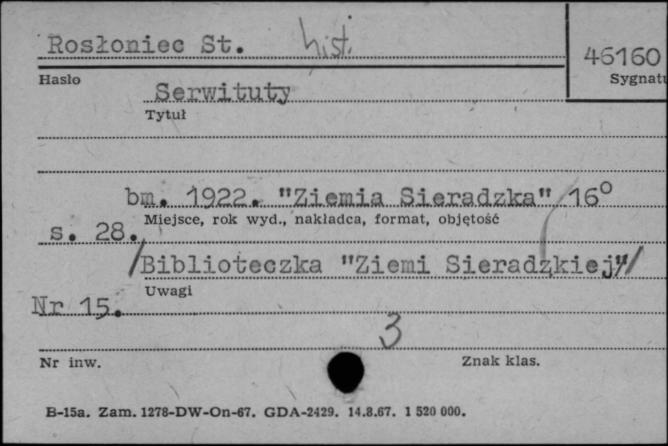 Rosłoniec St. hist.
46160
Hasło
Sygnatu
Serwituty
Tytuł
bm. 1922. "Ziemia Sieradzka" 16°
Miejsce, rok wyd., nakładca, format, objętość
s. 28.
/Biblioteczka "Ziemi Sieradzkiej"/
Uwagi
Nr 15.
3
Nr inw.
Znak klas.
B-15a. Zam. 1278-DW-On-67. GDA-2429. 14.8.67. 1 520 000.